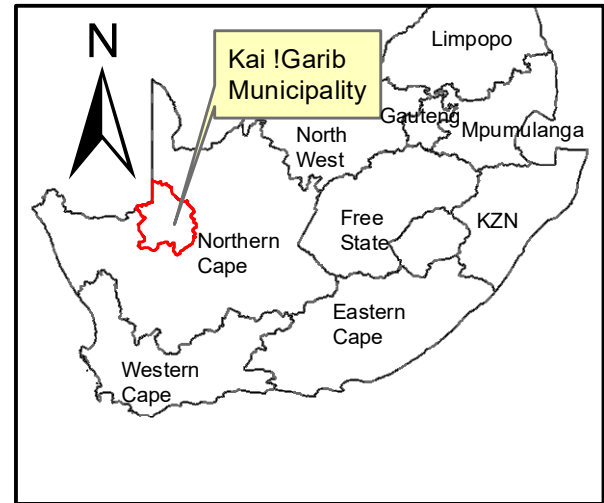 N
Kai !Garib
Municipality
Limpopo
Gauteng
Mpumulanga
North
West
Free
State
KZN
Northern
Cape
Eastern
Cape
Western
Cape